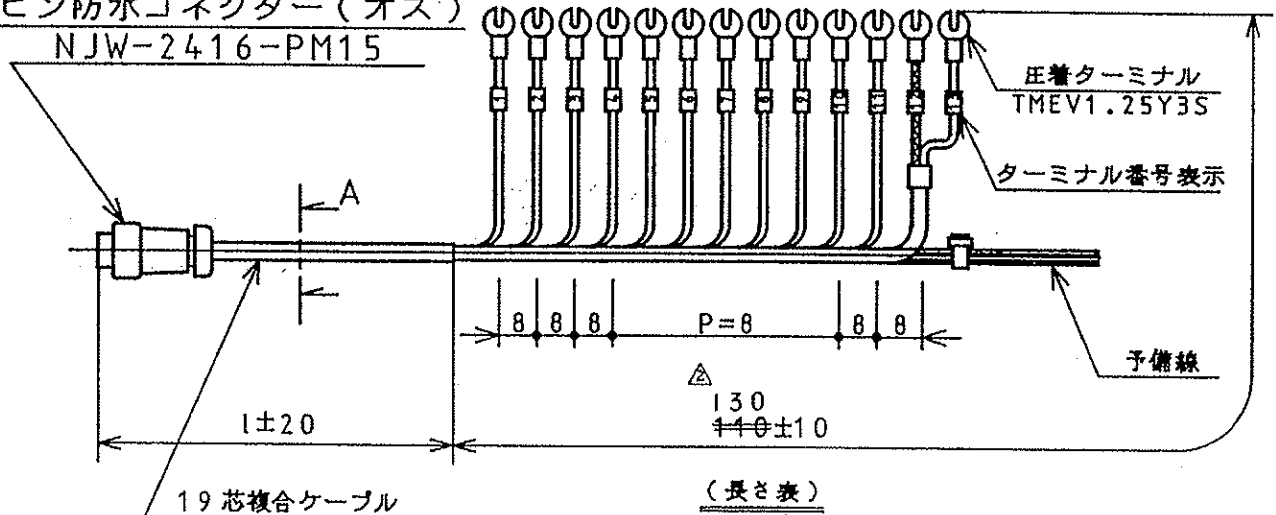 ピン防水コネクター(オス)
NJW-2416-PM15
圧着ターミナル
TMEV1.25Y3S
ターミナル番号表示
A
8 8 8 P=8 8 8
予備線
2
130
110±10
l±20
19芯複合ケーブル
(長さ表)